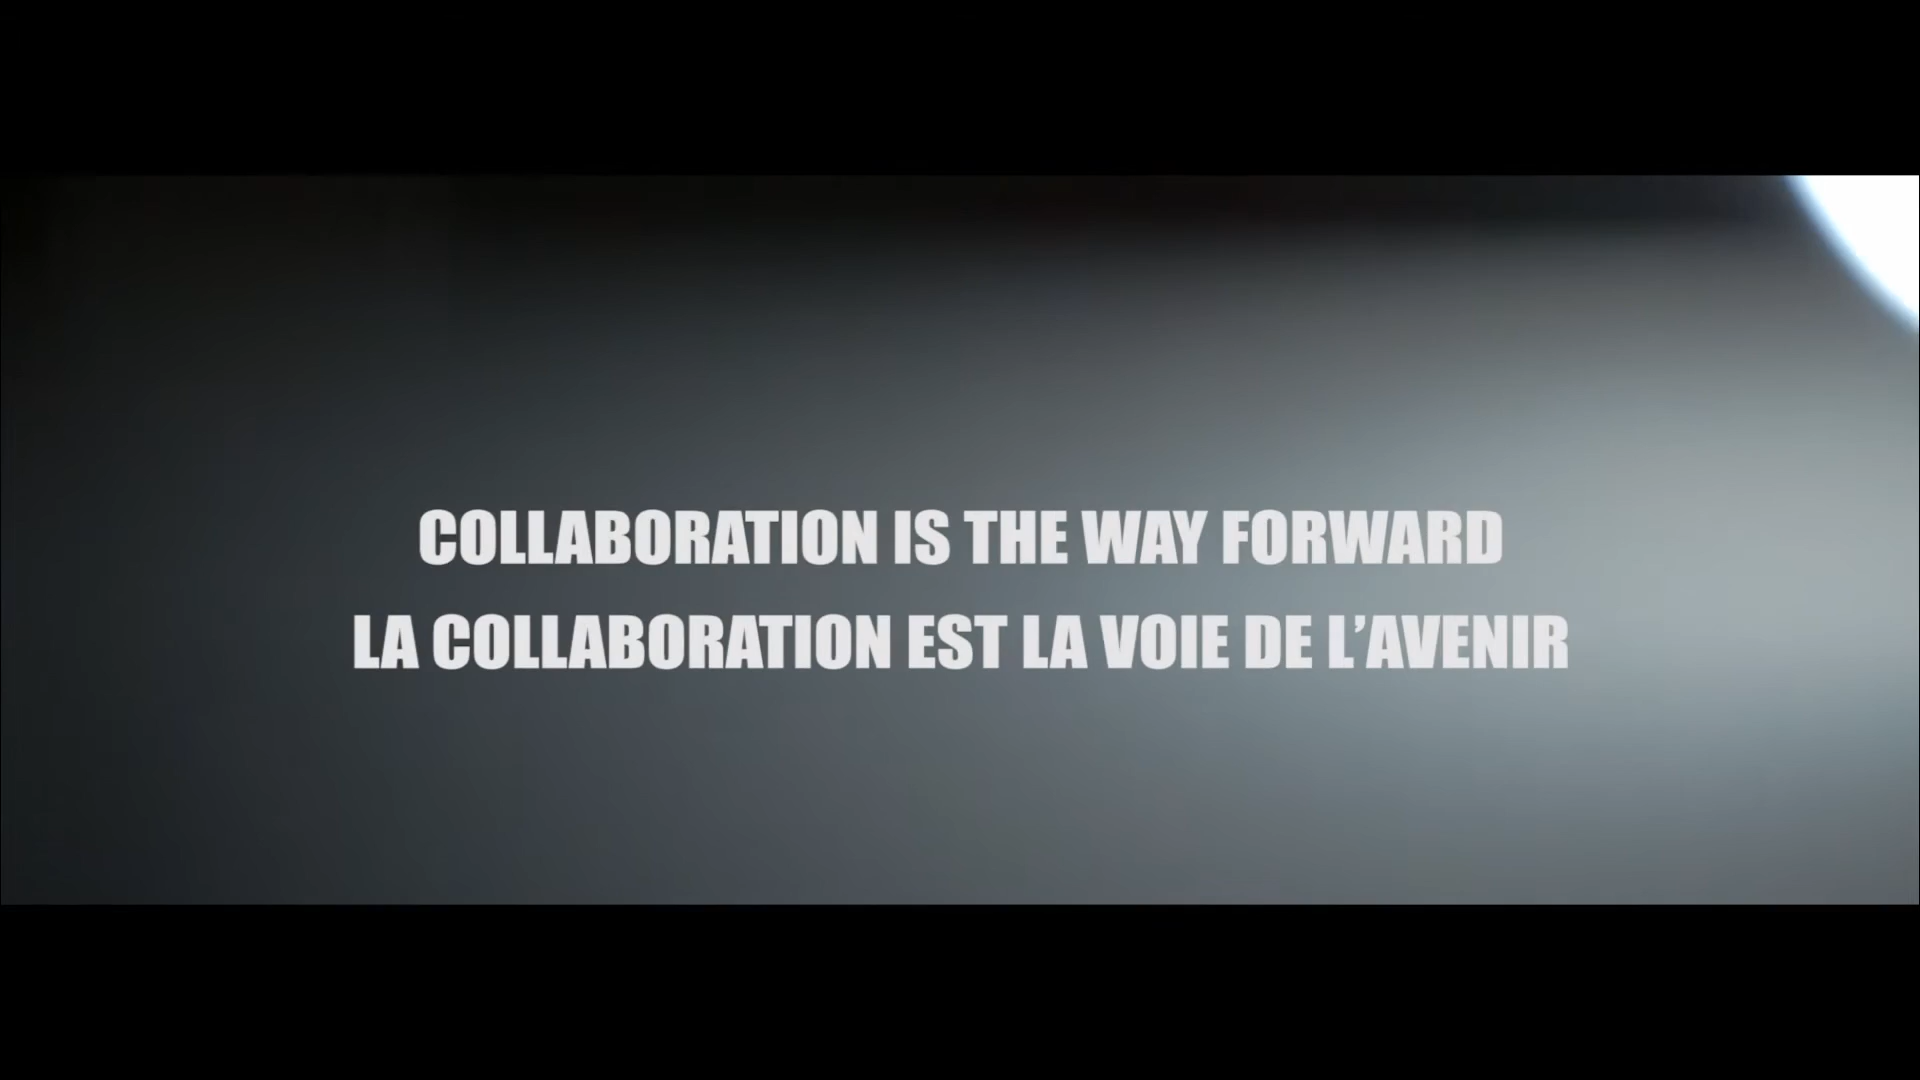 COLLABORATION IS THE WAY FORWARD
LA COLLABORATION EST LA VOIE DE L’AVENIR